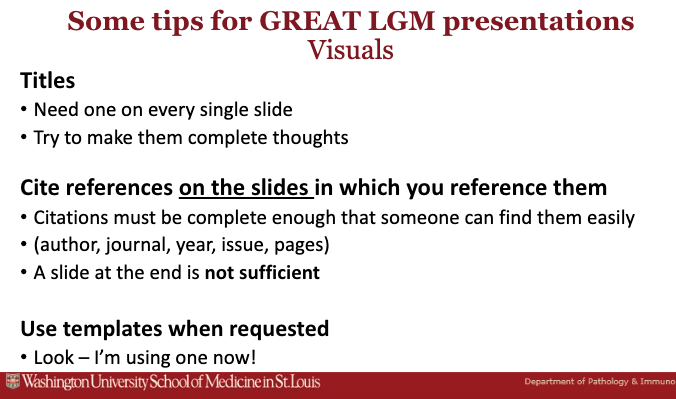 Some tips for GREAT LGM presentations
Visuals
Titles
• Need one on every single slide
• Try to make them complete thoughts
Cite references on the slides in which you reference them
• Citations must be complete enough that someone can find them easily
• (author, journal, year, issue, pages)
• A slide at the end is not sufficient
Use templates when requested
• Look – I’m using one now!
Washington University School of Medicine in St. Louis
Department of Pathology & Immuno